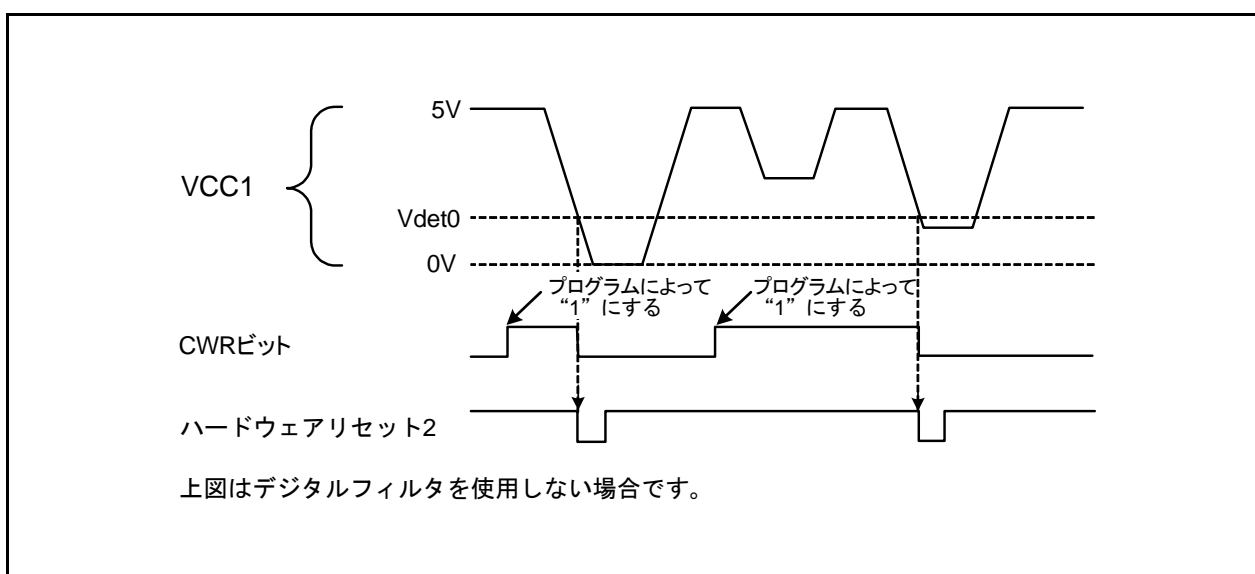 5V
VCC1
Vdet0
0V
プログラムによって
“1” にする
プログラムによって
“1” にする
CWRビット
ハードウェアリセット2
上図はデジタルフィルタを使用しない場合です。